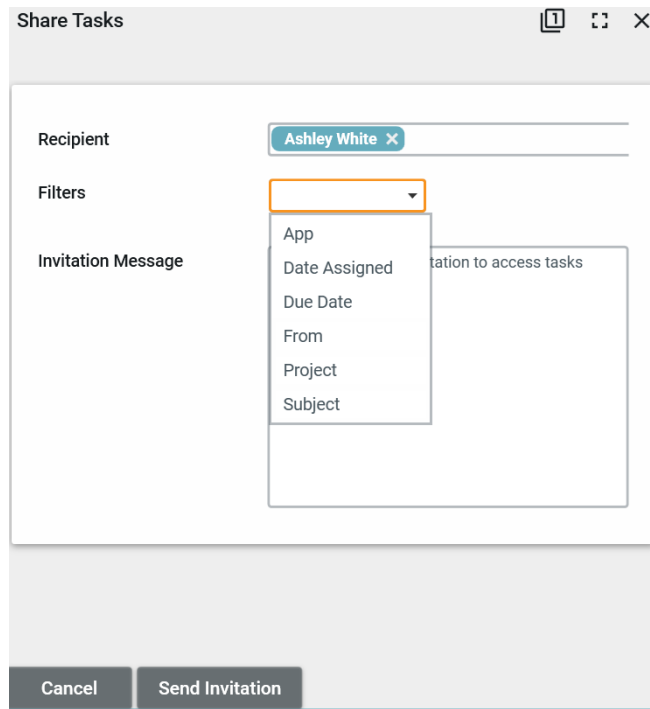 Share Tasks
1
Recipient
Ashley White
Filters
App
Date Assigned
Due Date
From
Project
Subject
Invitation Message
to access tasks
Cancel
Send Invitation